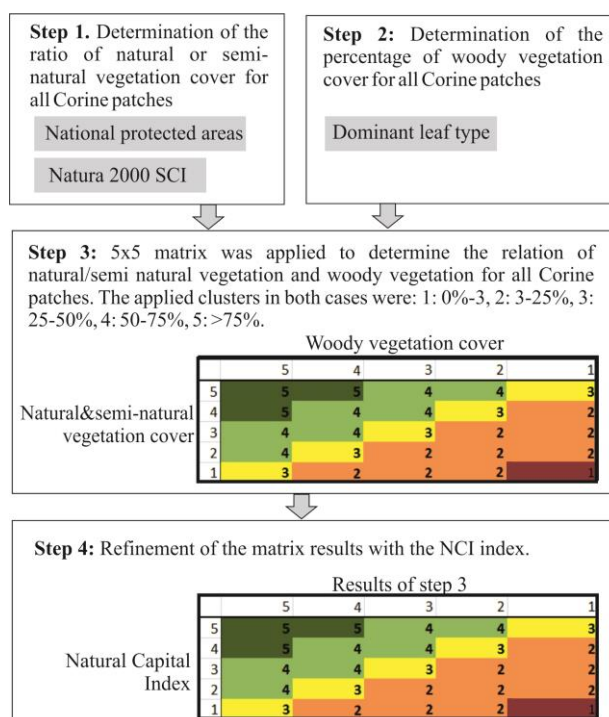 Step 1. Determination of the
ratio of natural or semi-
natural vegetation cover for
all Corine patches
National protected areas
Natura 2000 SCI
Step 2: Determination of the
percentage of woody vegetation
cover for all Corine patches
Dominant leaf type
Step 3: 5x5 matrix was applied to determine the relation of
natural/semi natural vegetation and woody vegetation for all Corine
patches. The applied clusters in both cases were: 1: 0%-3, 2: 3-25%, 3:
25-50%, 4: 50-75%, 5: >75%.
Woody vegetation cover
Natural&semi-natural
vegetation cover
5 4 3 2 1
5 5 5 4 4 3
4 5 4 4 3 2
3 4 4 3 2 2
2 4 3 2 2 2
1 3 2 2 2 1
Step 4: Refinement of the matrix results with the NCI index.
Results of step 3
Natural Capital
Index
5 4 3 2 1
5 5 5 4 4 3
4 5 4 4 3 2
3 4 4 3 2 2
2 4 3 2 2 2
1 3 2 2 2 1